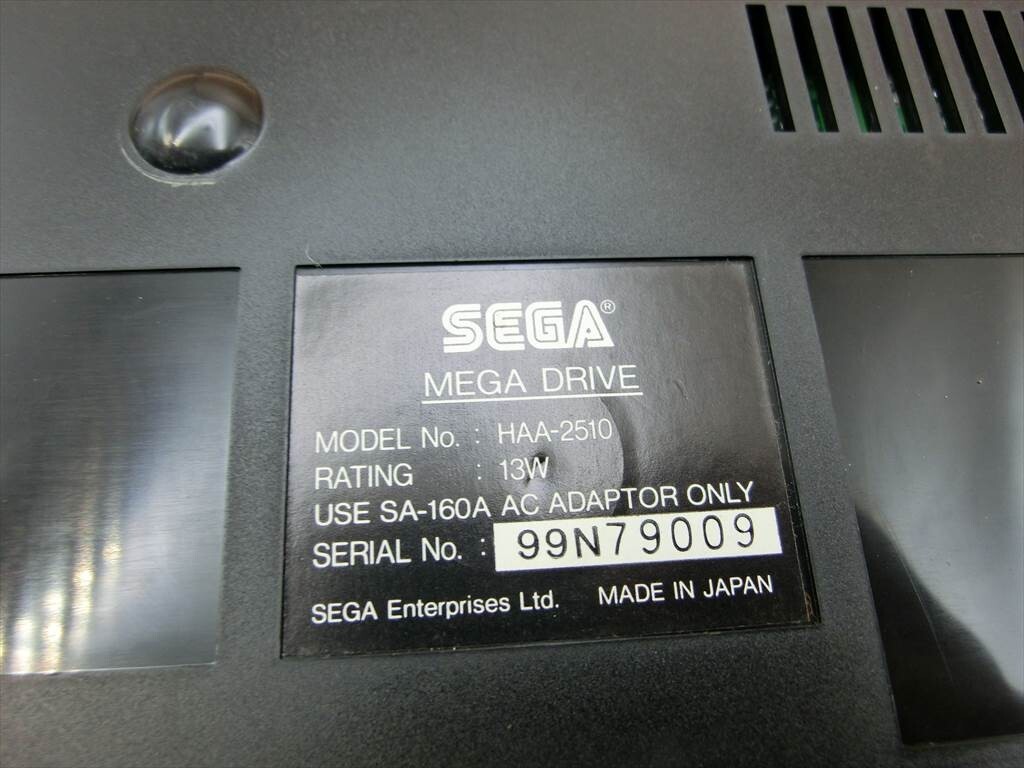 SEGA®
MEGA DRIVE
MODEL No. : HAA-2510
RATING : 13W
USE SA-160A AC ADAPTOR ONLY
SERIAL No. : 99N79009
SEGA Enterprises Ltd. MADE IN JAPAN